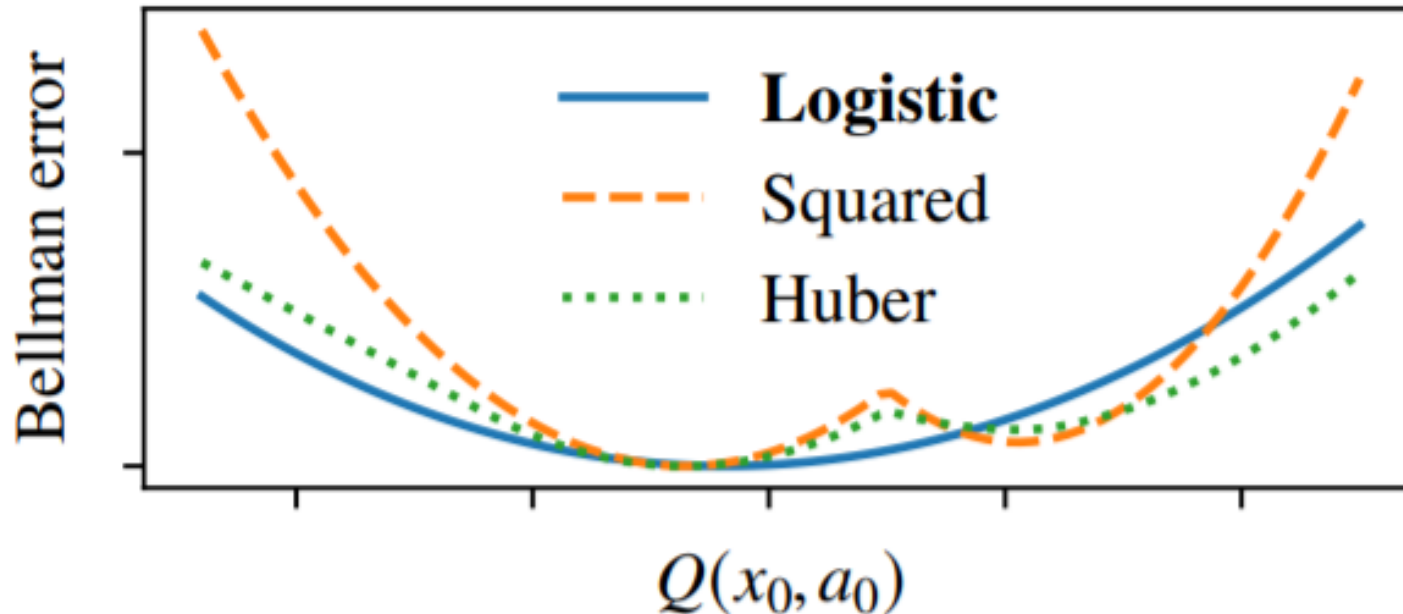 Bellman error
Logistic
Squared
Huber
Q(x₀, a₀)